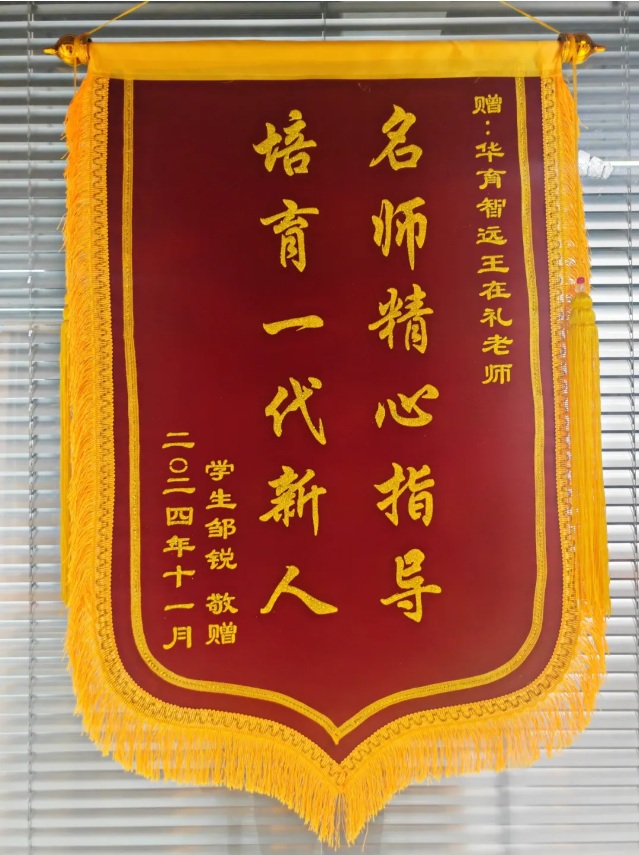 赠：华育智远王在礼老师
名师精心指导
培育一代新人
学生邹锐 敬赠
二〇二四年十一月